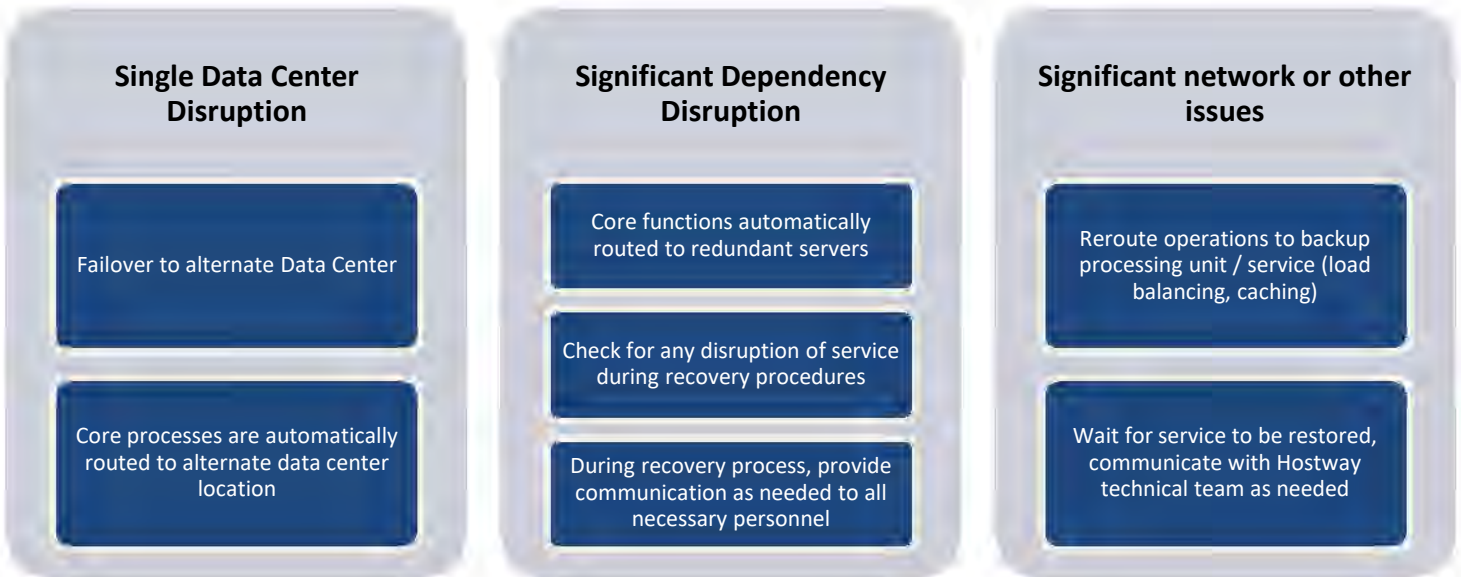 Single Data Center
Disruption
Failover to alternate Data Center
Core processes are automatically
routed to alternate data center
location
Significant Dependency
Disruption
Core functions automatically
routed to redundant servers
Check for any disruption of service
during recovery procedures
During recovery process, provide
communication as needed to all
necessary personnel
Significant network or other
issues
Reroute operations to backup
processing unit / service (load
balancing, caching)
Wait for service to be restored,
communicate with Hostway
technical team as needed